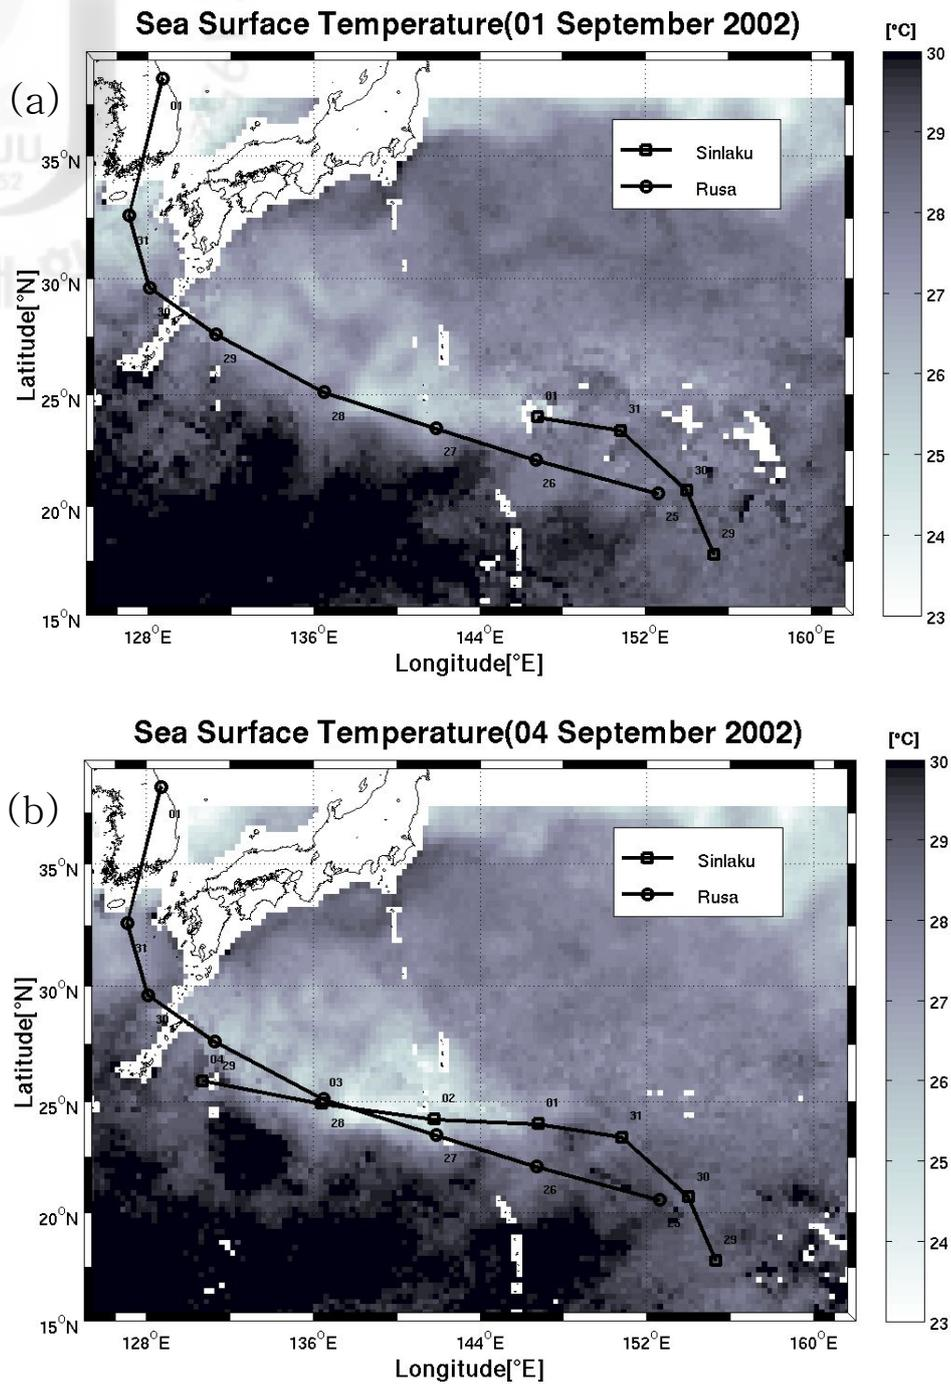 Sea Surface Temperature(01 September 2002)
[°C]
(a)
Sinlaku
Rusa
01
31
30
29
28
27
26
25
01
31
30
29
35°N
30°N
25°N
20°N
15°N
Latitude[°N]
128°E 136°E 144°E 152°E 160°E
Longitude[°E]
30
29
28
27
26
25
24
23
Sea Surface Temperature(04 September 2002)
[°C]
(b)
Sinlaku
Rusa
01
31
30
29
28
27
26
25
04
03
02
01
31
30
29
35°N
30°N
25°N
20°N
15°N
Latitude[°N]
128°E 136°E 144°E 152°E 160°E
Longitude[°E]
30
29
28
27
26
25
24
23